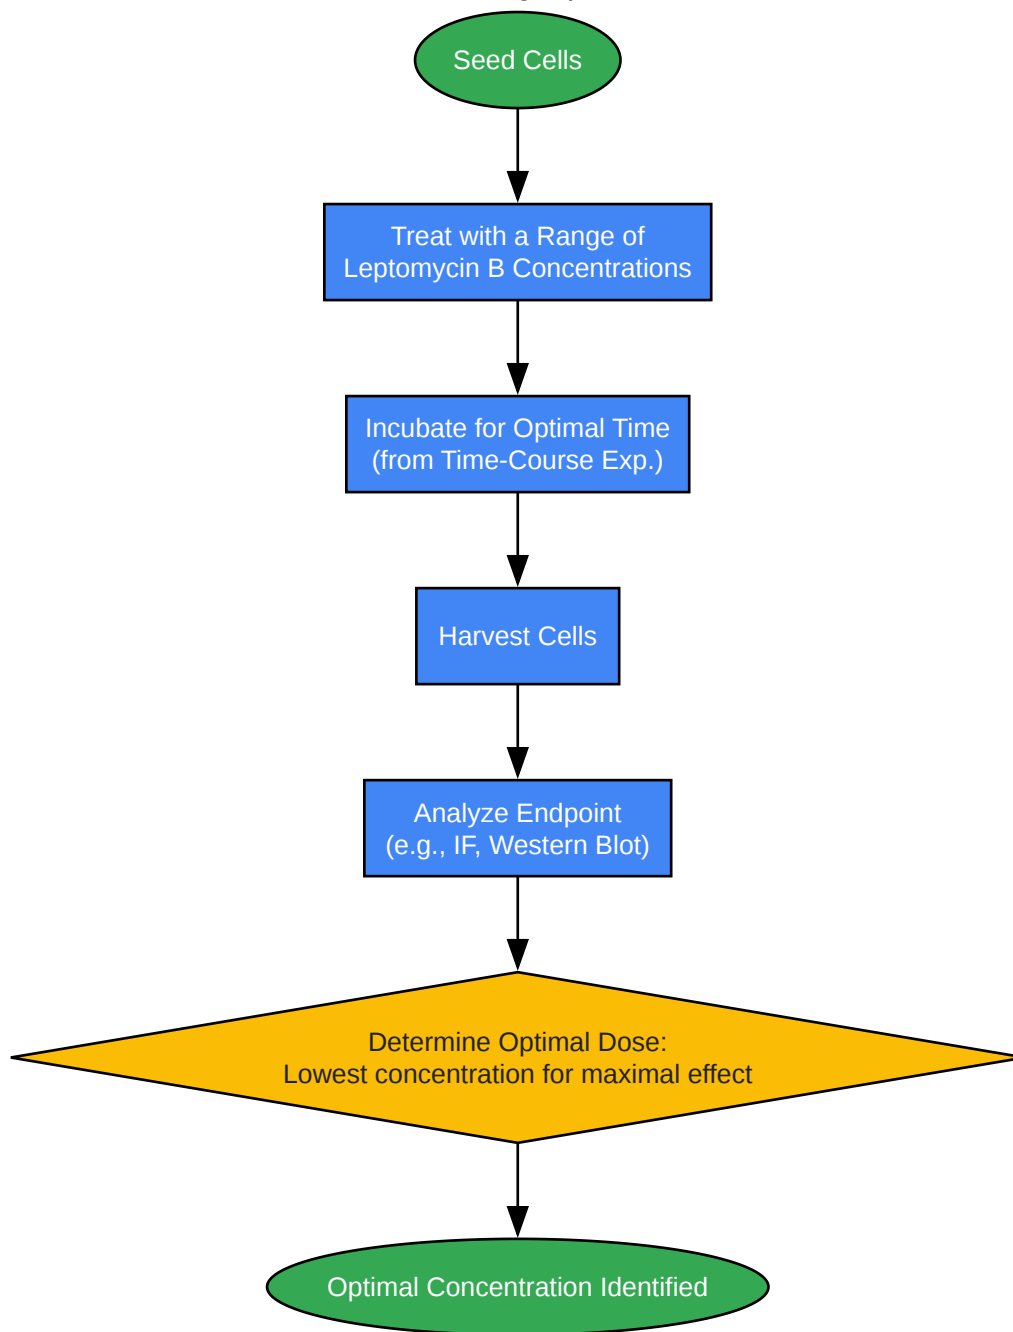 Seed Cells
Treat with a Range of
Leptomycin B Concentrations
Incubate for Optimal Time
(from Time-Course Exp.)
Harvest Cells
Analyze Endpoint
(e.g., IF, Western Blot)
Determine Optimal Dose:
Lowest concentration for maximal effect
Optimal Concentration Identified